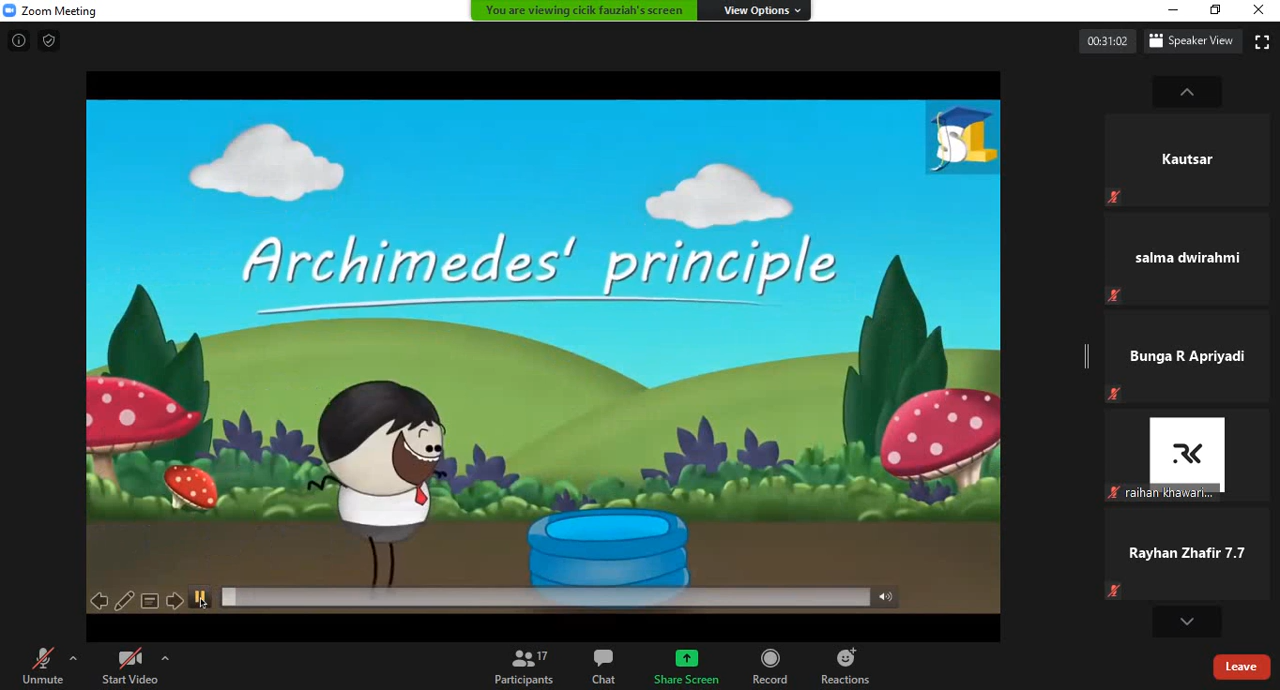 Zoom Meeting
You are viewing cicik fauziah's screen
View Options
00:31:02
Speaker View
SL
Archimedes' principle
Kautsar
salma dwirahmi
Bunga R Apriyadi
.RK
raihan khawari...
Rayhan Zhafir 7.7
Unmute
Start Video
17
Participants
Chat
Share Screen
Record
Reactions
Leave